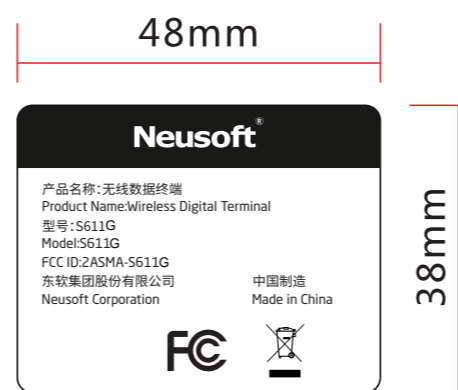 48mm
Neusoft®
产品名称:无线数据终端
Product Name:Wireless Digital Terminal
型号:S611G
Model:S611G
FCC ID:2ASMA-S611G
东软集团股份有限公司 中国制造
Neusoft Corporation Made in China
FC
38mm